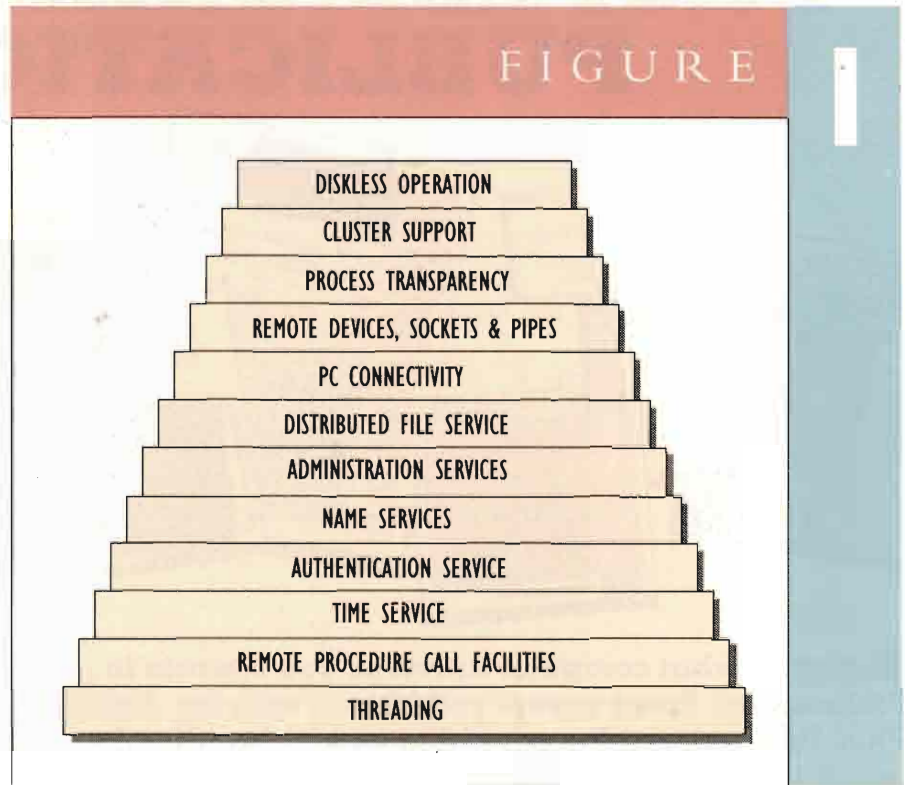 FIGURE 1
DISKLESS OPERATION
CLUSTER SUPPORT
PROCESS TRANSPARENCY
REMOTE DEVICES, SOCKETS & PIPES
PC CONNECTIVITY
DISTRIBUTED FILE SERVICE
ADMINISTRATION SERVICES
NAME SERVICES
AUTHENTICATION SERVICE
TIME SERVICE
REMOTE PROCEDURE CALL FACILITIES
THREADING